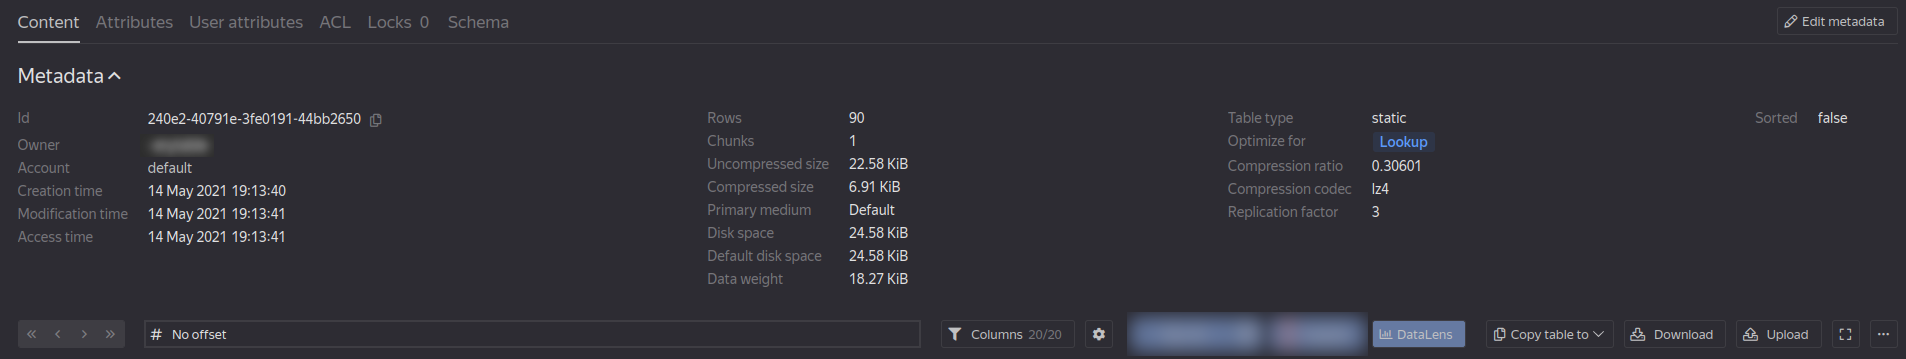 Content Attributes User attributes ACL Locks 0 Schema Edit metadata
Metadata
Id 240e2-40791e-3fe0191-44bb2650
Owner
Account default
Creation time 14 May 2021 19:13:40
Modification time 14 May 2021 19:13:41
Access time 14 May 2021 19:13:41
Rows 90
Chunks 1
Uncompressed size 22.58 KiB
Compressed size 6.91 KiB
Primary medium Default
Disk space 24.58 KiB
Default disk space 24.58 KiB
Data weight 18.27 KiB
Table type static
Optimize for Lookup
Compression ratio 0.30601
Compression codec lz4
Replication factor 3
Sorted false
# No offset Columns 20/20 DataLens Copy table to Download Upload